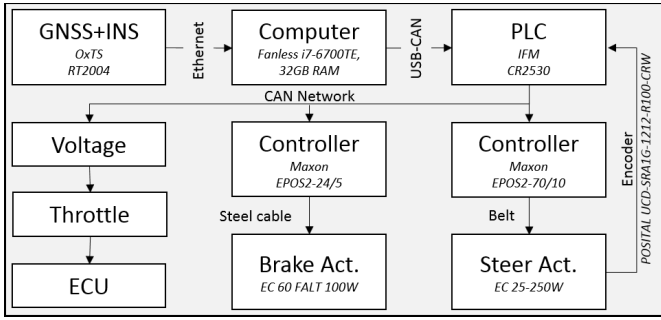 GNSS+INS
OxTS
RT2004
Ethernet
Computer
Fanless i7-6700TE,
32GB RAM
USB-CAN
PLC
IFM
CR2530
CAN Network
Voltage
Throttle
ECU
Controller
Maxon
EPOS2-24/5
Steel cable
Brake Act.
EC 60 FALT 100W
Controller
Maxon
EPOS2-70/10
Belt
Steer Act.
EC 25-250W
Encoder
POSITAL UCD-SRA1G-1212-R100-CRW